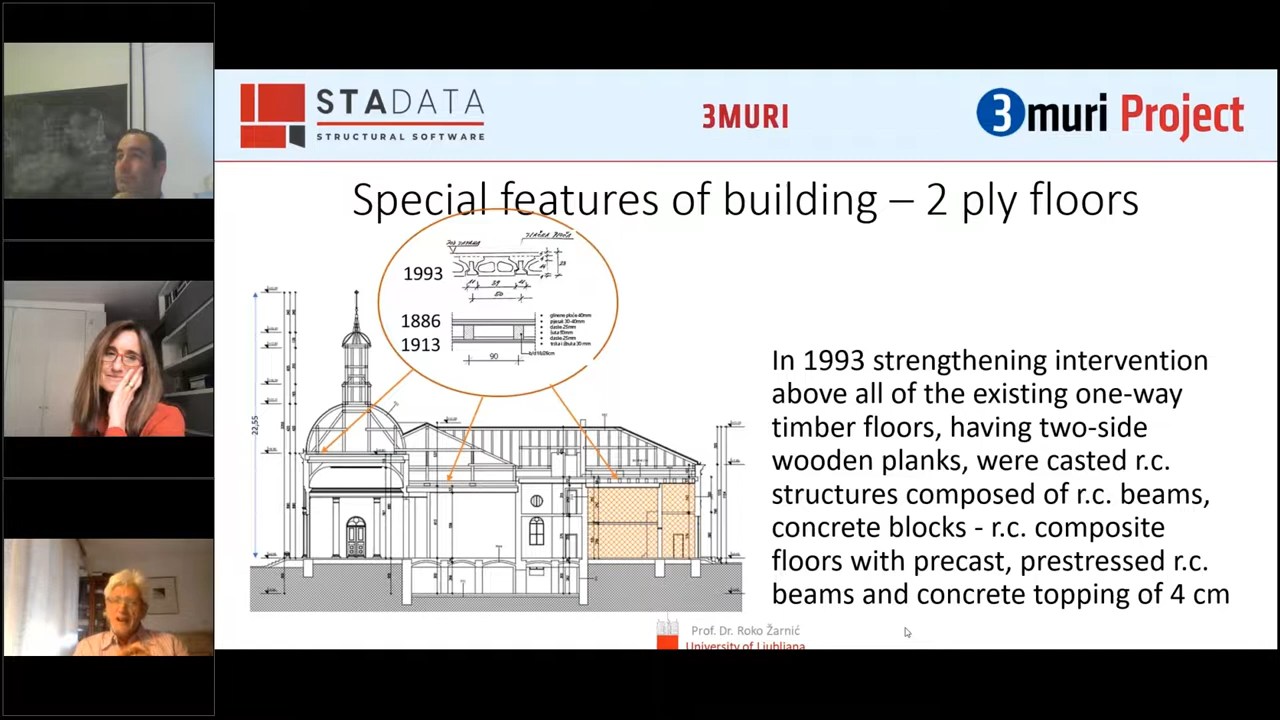 STADATA
STRUCTURAL SOFTWARE
3MURI
3muri Project
Special features of building – 2 ply floors
1993
1886
1913
90
22,55
In 1993 strengthening intervention
above all of the existing one-way
timber floors, having two-side
wooden planks, were casted r.c.
structures composed of r.c. beams,
concrete blocks - r.c. composite
floors with precast, prestressed r.c.
beams and concrete topping of 4 cm
Prof. Dr. Roko Žarnić
University of Ljubljana